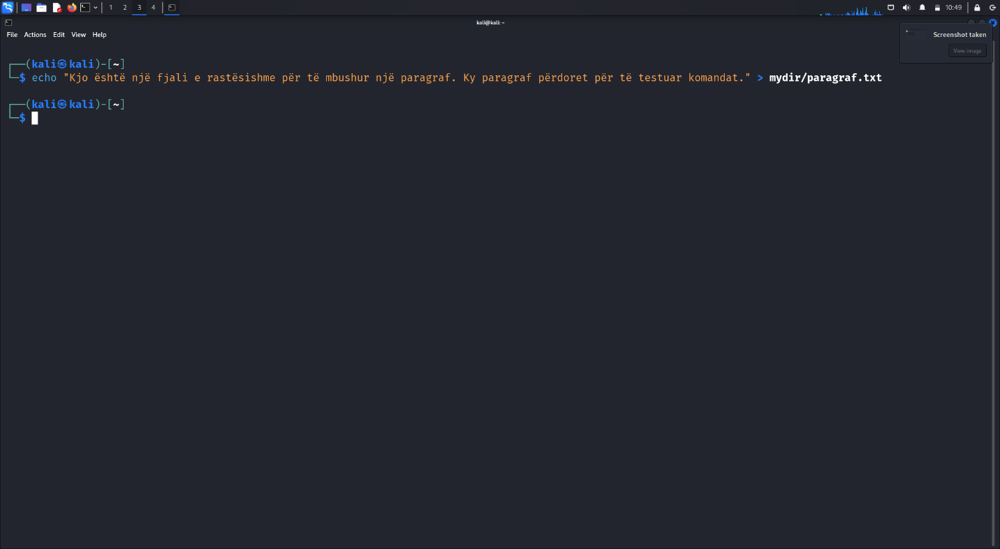 1 2 3 4
10:49
kali@kali: ~
File Actions Edit View Help
Screenshot taken
View image
┌──(kali㉿kali)-[~]
└─$ echo "Kjo është një fjali e rastësishme për të mbushur një paragraf. Ky paragraf përdoret për të testuar komandat." > mydir/paragraf.txt
┌──(kali㉿kali)-[~]
└─$